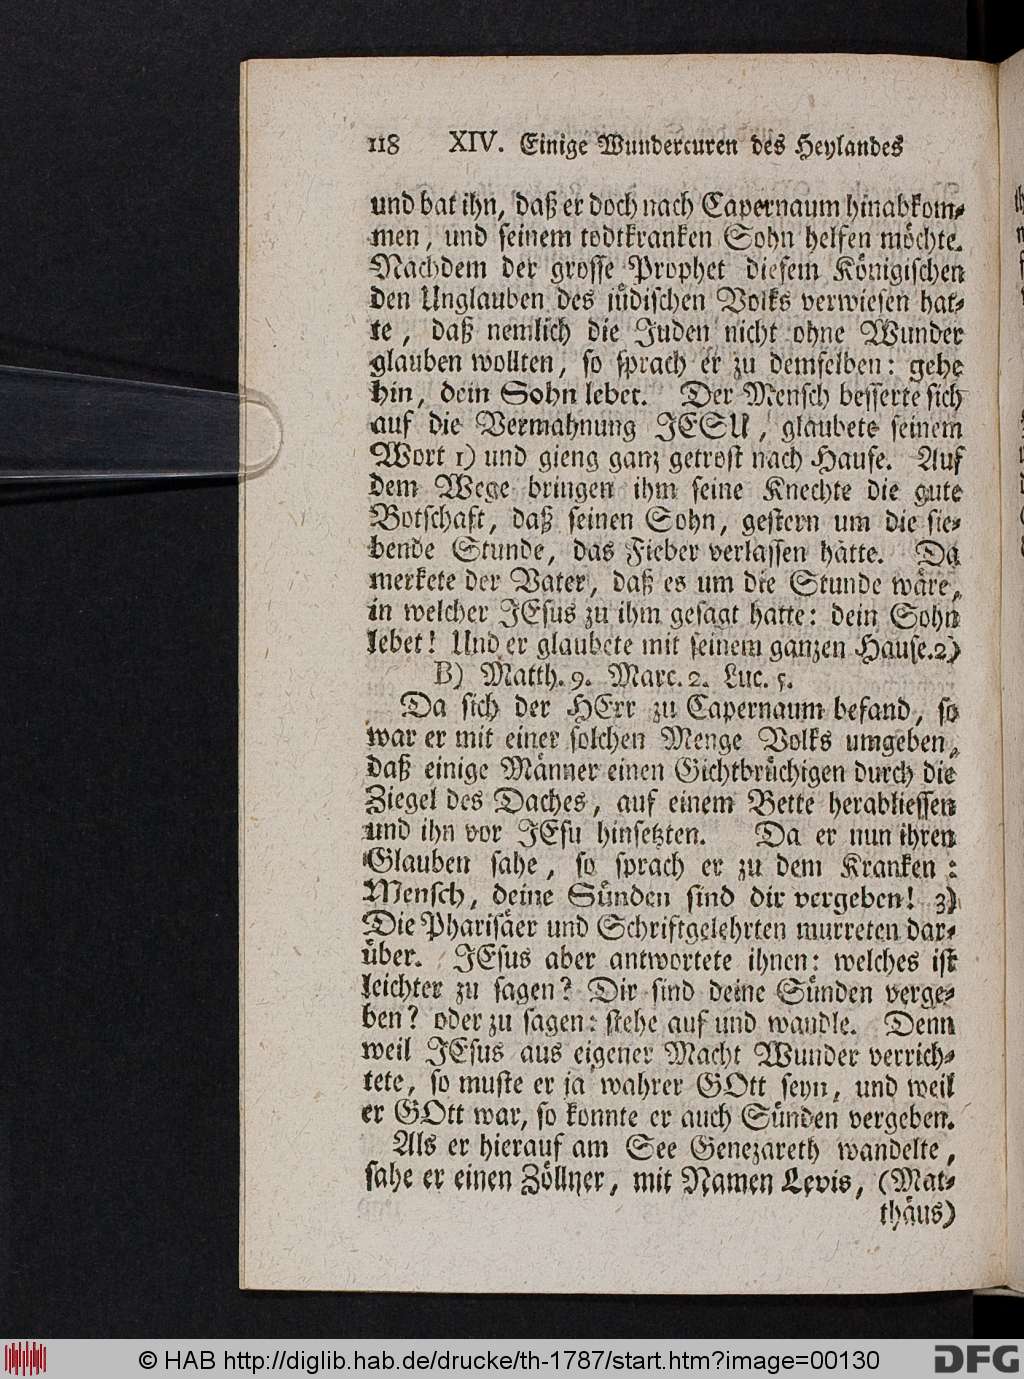 118 XIV. Einige Wundercuren des Heylandes
und bat ihn, daß er doch nach Capernaum hinabkom-
men, und seinem todtkranken Sohn helfen möchte.
Nachdem der grosse Prophet diesem Königischen
den Unglauben des jüdischen Volks verwiesen hat-
te, daß nemlich die Juden nicht ohne Wunder
glauben wollten, so sprach er zu demselben: gehe
hin, dein Sohn lebet. Der Mensch besserte sich
auf die Vermahnung JESU, glaubete seinem
Wort 1) und gieng ganz getrost nach Hause. Auf
dem Wege bringen ihm seine Knechte die gute
Botschaft, daß seinen Sohn, gestern um die sie-
bende Stunde, das Fieber verlassen hätte. Da
merkete der Vater, daß es um die Stunde wäre,
in welcher JEsus zu ihm gesagt hatte: dein Sohn
lebet! Und er glaubete mit seinem ganzen Hause. 2)
B) Matth. 9. Marc. 2. Luc. 5.
Da sich der HErr zu Capernaum befand, so
war er mit einer solchen Menge Volks umgeben,
daß einige Männer einen Gichtbrüchigen durch die
Ziegel des Daches, auf einem Bette herabliessen
und ihn vor JEsu hinsetzten. Da er nun ihren
Glauben sahe, so sprach er zu dem Kranken:
Mensch, deine Sünden sind dir vergeben! 3)
Die Pharisäer und Schriftgelehrten murreten dar-
über. JEsus aber antwortete ihnen: welches ist
leichter zu sagen? Dir sind deine Sünden verge-
ben? oder zu sagen: stehe auf und wandle. Denn
weil JEsus aus eigener Macht Wunder verrich-
tete, so muste er ja wahrer GOtt seyn, und weil
er GOtt war, so konnte er auch Sünden vergeben.
Als er hierauf am See Genezareth wandelte,
sahe er einen Zöllner, mit Namen Levis, (Mat-
thäus)
© HAB http://diglib.hab.de/drucke/th-1787/start.htm?image=00130
DFG